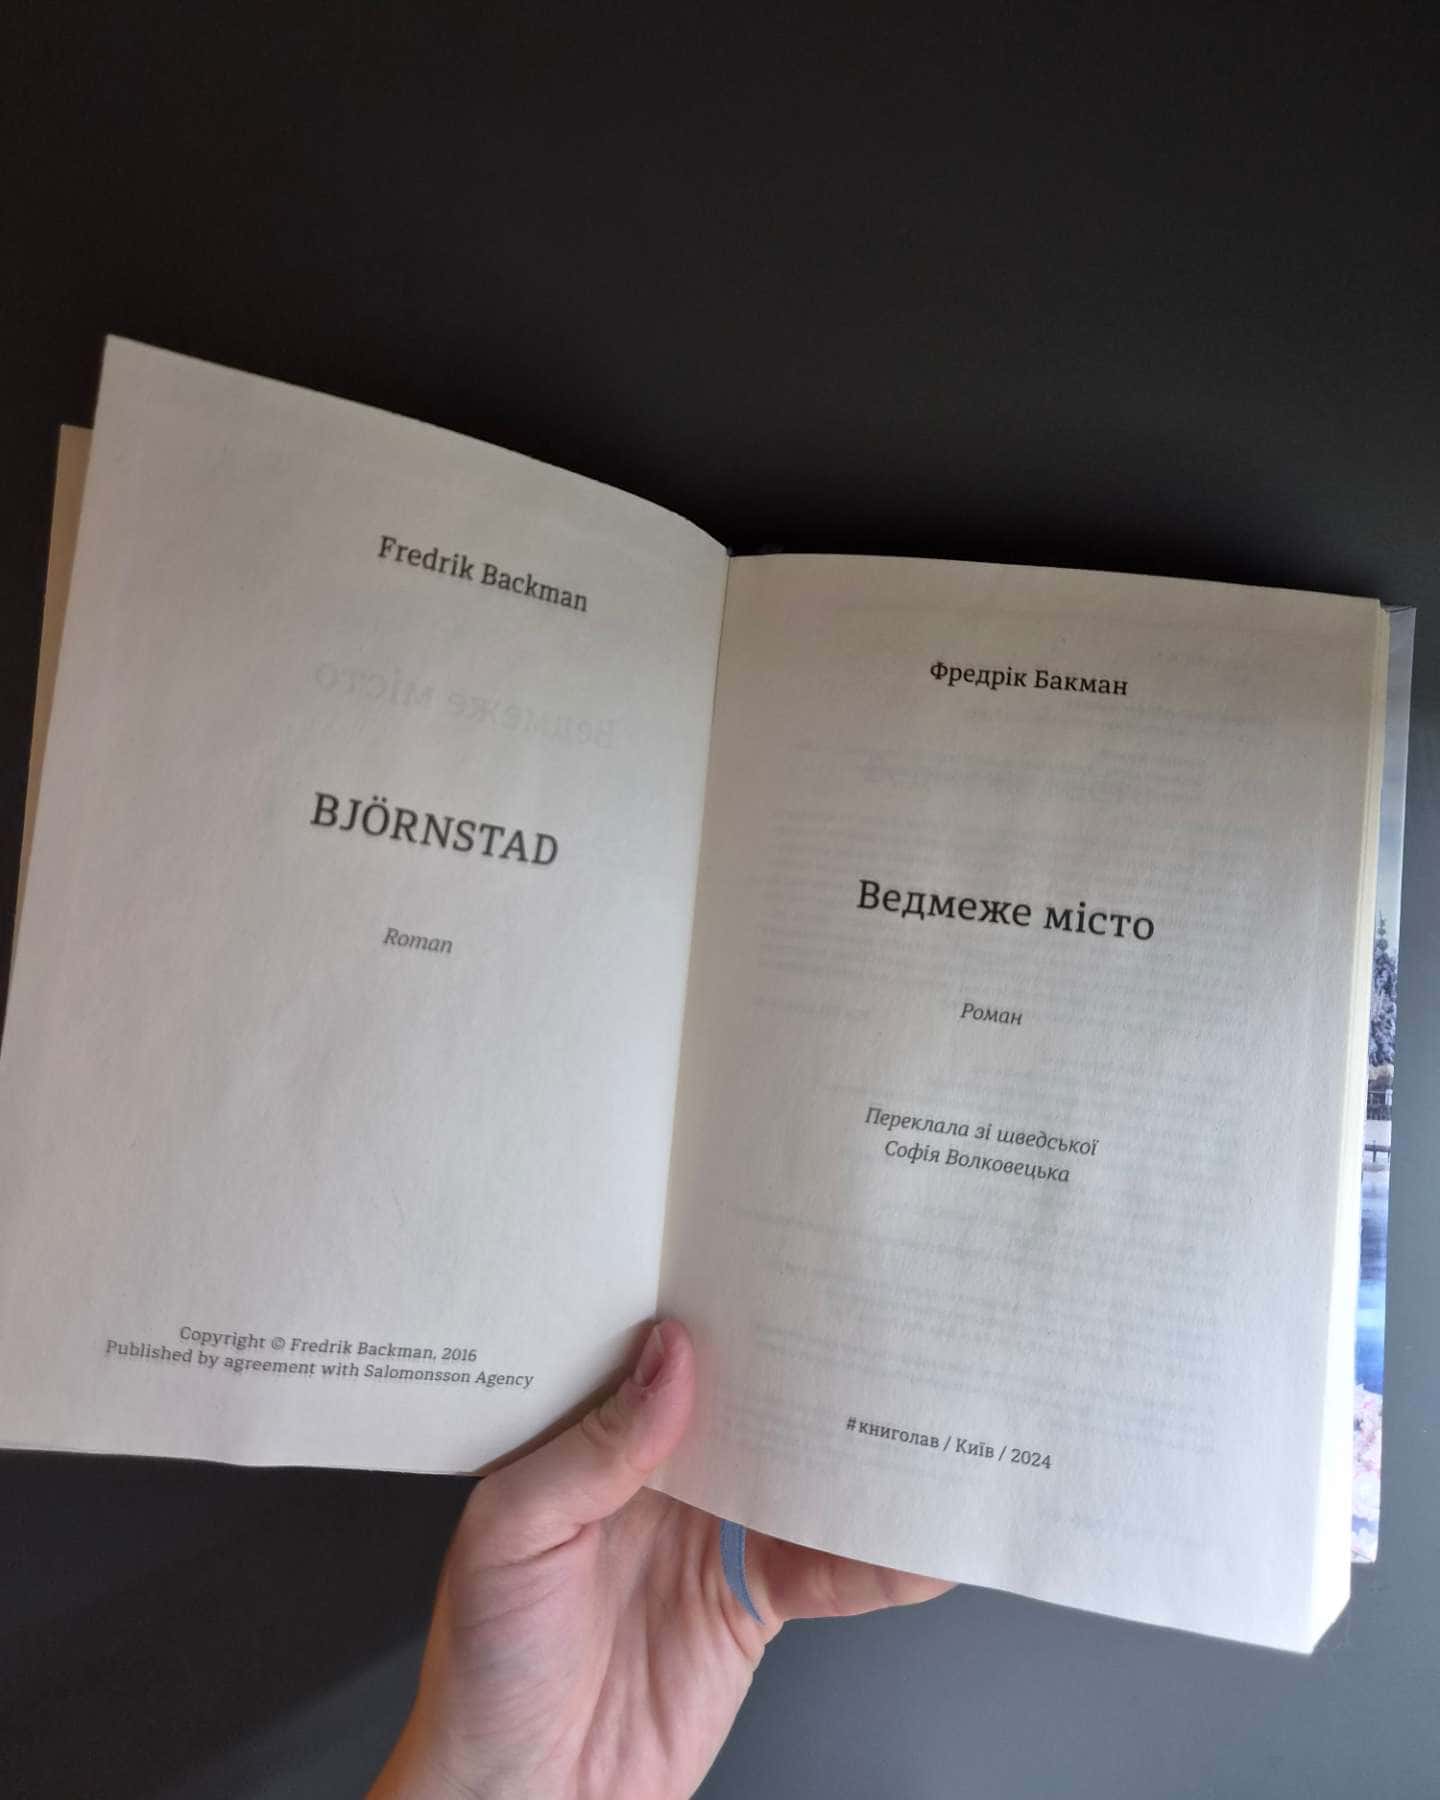 Fredrik Backman
BJÖRNSTAD
Roman
Copyright © Fredrik Backman, 2016
Published by agreement with Salomonsson Agency
Фредрік Бакман
Ведмеже місто
Роман
Переклала зі шведської
Софія Волковецька
#книголав / Київ / 2024